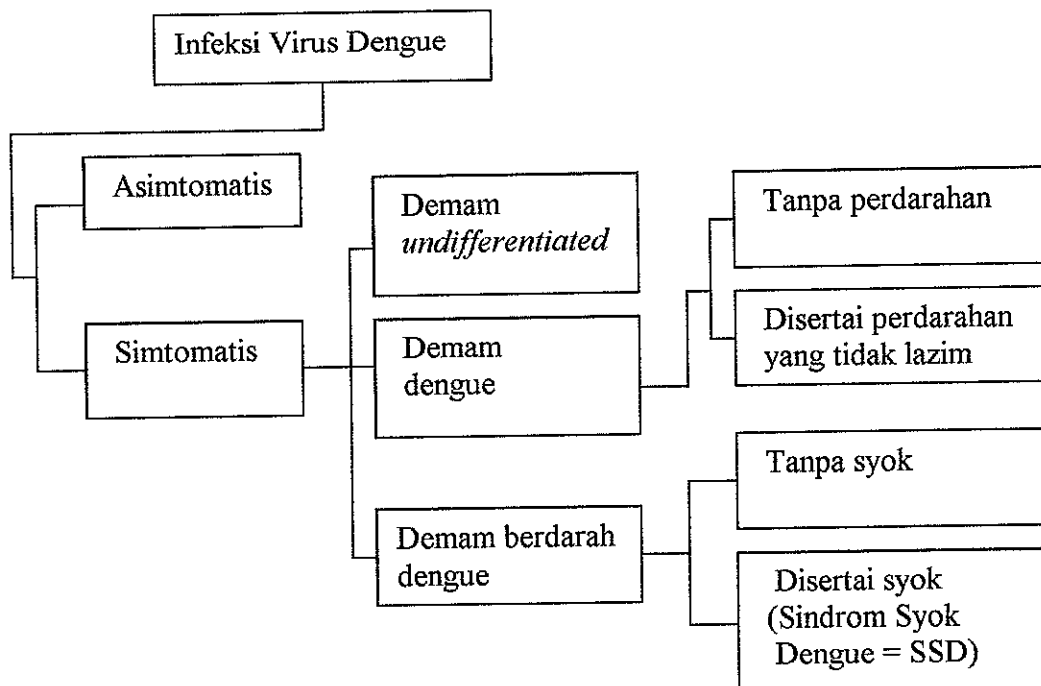 Infeksi Virus Dengue
Asimtomatis
Simtomatis
Demam
undifferentiated
Demam
dengue
Demam berdarah
dengue
Tanpa perdarahan
Disertai perdarahan
yang tidak lazim
Tanpa syok
Disertai syok
(Sindrom Syok
Dengue = SSD)